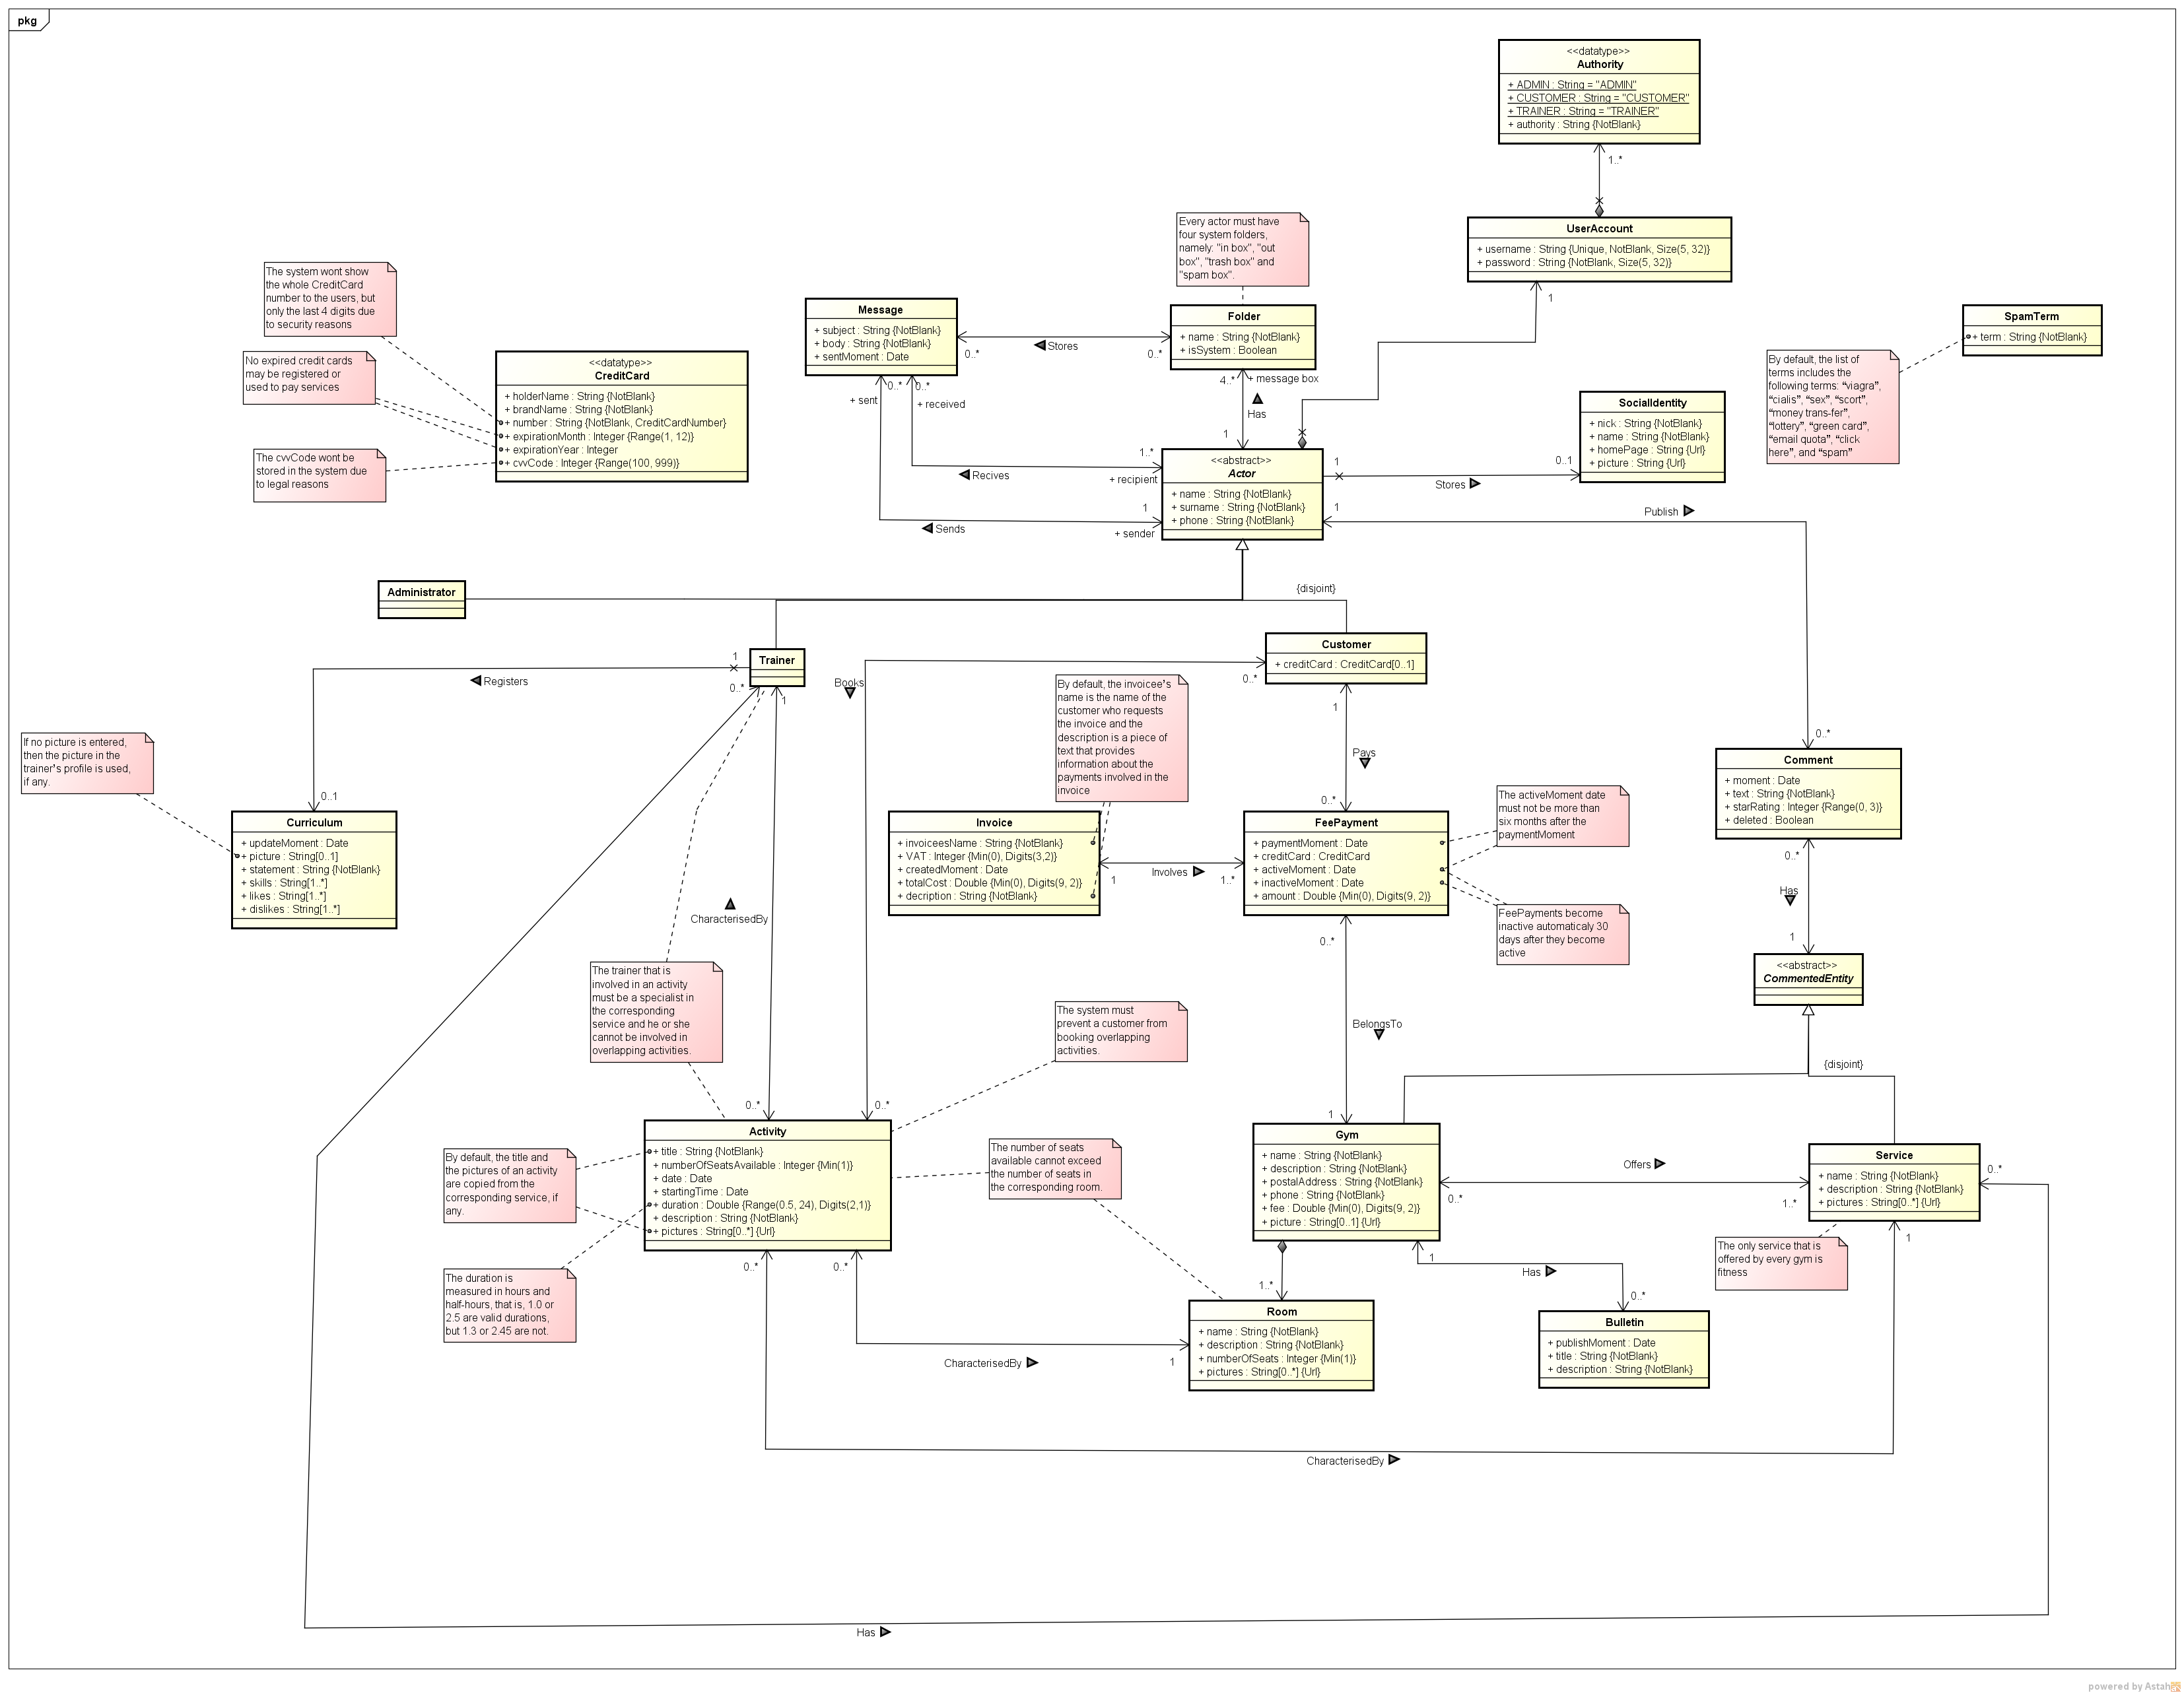 pkg
<<datatype>>
Authority
+ ADMIN : String = "ADMIN"
+ CUSTOMER : String = "CUSTOMER"
+ TRAINER : String = "TRAINER"
+ authority : String {NotBlank}
1..*
UserAccount
+ username : String {Unique, NotBlank, Size(5, 32)}
+ password : String {NotBlank, Size(5, 32)}
1
Every actor must have
four system folders,
namely: "in box", "out
box", "trash box" and
"spam box".
The system wont show
the whole CreditCard
number to the users, but
only the last 4 digits due
to security reasons
No expired credit cards
may be registered or
used to pay services
The cvvCode wont be
stored in the system due
to legal reasons
<<datatype>>
CreditCard
+ holderName : String {NotBlank}
+ brandName : String {NotBlank}
+ number : String {NotBlank, CreditCardNumber}
+ expirationMonth : Integer {Range(1, 12)}
+ expirationYear : Integer
+ cvvCode : Integer {Range(100, 999)}
Message
+ subject : String {NotBlank}
+ body : String {NotBlank}
+ sentMoment : Date
0..*
Stores
0..*
Folder
+ name : String {NotBlank}
+ isSystem : Boolean
4..*
+ message box
Has
1
0..*
+ sent
0..*
+ received
1..*
+ recipient
Recives
1
+ sender
Sends
SpamTerm
+ term : String {NotBlank}
By default, the list of
terms includes the
following terms: “viagra”,
“cialis”, “sex”, “scort”,
“money trans-fer”,
“lottery”, “green card”,
“email quota”, “click
here”, and “spam”
SocialIdentity
+ nick : String {NotBlank}
+ name : String {NotBlank}
+ homePage : String {Url}
+ picture : String {Url}
<<abstract>>
Actor
+ name : String {NotBlank}
+ surname : String {NotBlank}
+ phone : String {NotBlank}
1
0..1
Stores
1
Publish
0..*
{disjoint}
Administrator
Trainer
Customer
+ creditCard : CreditCard[0..1]
1
Registers
0..1
0..*
1
Books
0..*
If no picture is entered,
then the picture in the
trainer’s profile is used,
if any.
Curriculum
+ updateMoment : Date
+ picture : String[0..1]
+ statement : String {NotBlank}
+ skills : String[1..*]
+ likes : String[1..*]
+ dislikes : String[1..*]
By default, the invoicee’s
name is the name of the
customer who requests
the invoice and the
description is a piece of
text that provides
information about the
payments involved in the
invoice
1
Pays
0..*
Invoice
+ invoiceesName : String {NotBlank}
+ VAT : Integer {Min(0), Digits(3,2)}
+ createdMoment : Date
+ totalCost : Double {Min(0), Digits(9, 2)}
+ decription : String {NotBlank}
1
Involves
1..*
FeePayment
+ paymentMoment : Date
+ creditCard : CreditCard
+ activeMoment : Date
+ inactiveMoment : Date
+ amount : Double {Min(0), Digits(9, 2)}
The activeMoment date
must not be more than
six months after the
paymentMoment
FeePayments become
inactive automaticaly 30
days after they become
active
Comment
+ moment : Date
+ text : String {NotBlank}
+ starRating : Integer {Range(0, 3)}
+ deleted : Boolean
0..*
Has
1
<<abstract>>
CommentedEntity
{disjoint}
CharacterisedBy
The trainer that is
involved in an activity
must be a specialist in
the corresponding
service and he or she
cannot be involved in
overlapping activities.
The system must
prevent a customer from
booking overlapping
activities.
0..*
BelongsTo
1
0..*
0..*
Activity
+ title : String {NotBlank}
+ numberOfSeatsAvailable : Integer {Min(1)}
+ date : Date
+ startingTime : Date
+ duration : Double {Range(0.5, 24), Digits(2,1)}
+ description : String {NotBlank}
+ pictures : String[0..*] {Url}
By default, the title and
the pictures of an activity
are copied from the
corresponding service, if
any.
The duration is
measured in hours and
half-hours, that is, 1.0 or
2.5 are valid durations,
but 1.3 or 2.45 are not.
The number of seats
available cannot exceed
the number of seats in
the corresponding room.
Gym
+ name : String {NotBlank}
+ description : String {NotBlank}
+ postalAddress : String {NotBlank}
+ phone : String {NotBlank}
+ fee : Double {Min(0), Digits(9, 2)}
+ picture : String[0..1] {Url}
Offers
0..*
1..*
Service
+ name : String {NotBlank}
+ description : String {NotBlank}
+ pictures : String[0..*] {Url}
0..*
1
The only service that is
offered by every gym is
fitness
1
Has
0..*
1..*
Room
+ name : String {NotBlank}
+ description : String {NotBlank}
+ numberOfSeats : Integer {Min(1)}
+ pictures : String[0..*] {Url}
Bulletin
+ publishMoment : Date
+ title : String {NotBlank}
+ description : String {NotBlank}
0..*
0..*
CharacterisedBy
1
CharacterisedBy
Has
powered by Astah